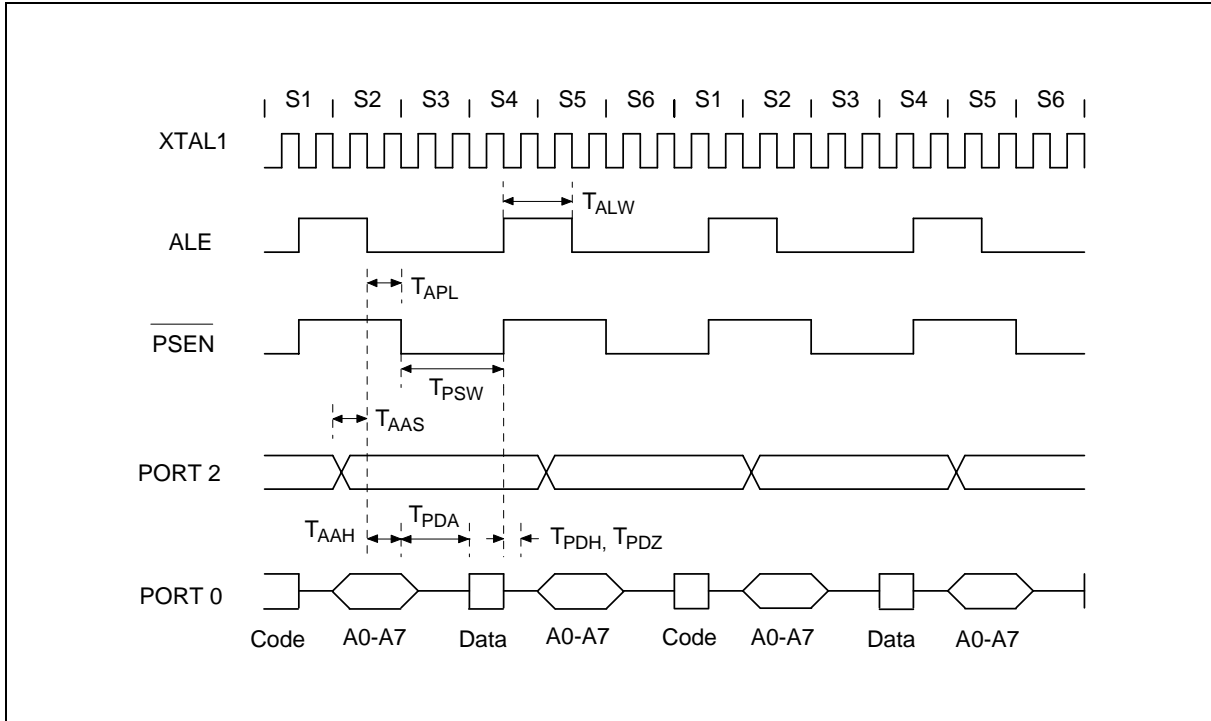 S1 S2 S3 S4 S5 S6 S1 S2 S3 S4 S5 S6
XTAL1
TALW
ALE
TAPL
PSEN
TPSW
TAAS
PORT 2
TAAH TPDA TPDH, TPDZ
PORT 0
Code A0-A7 Data A0-A7 Code A0-A7 Data A0-A7